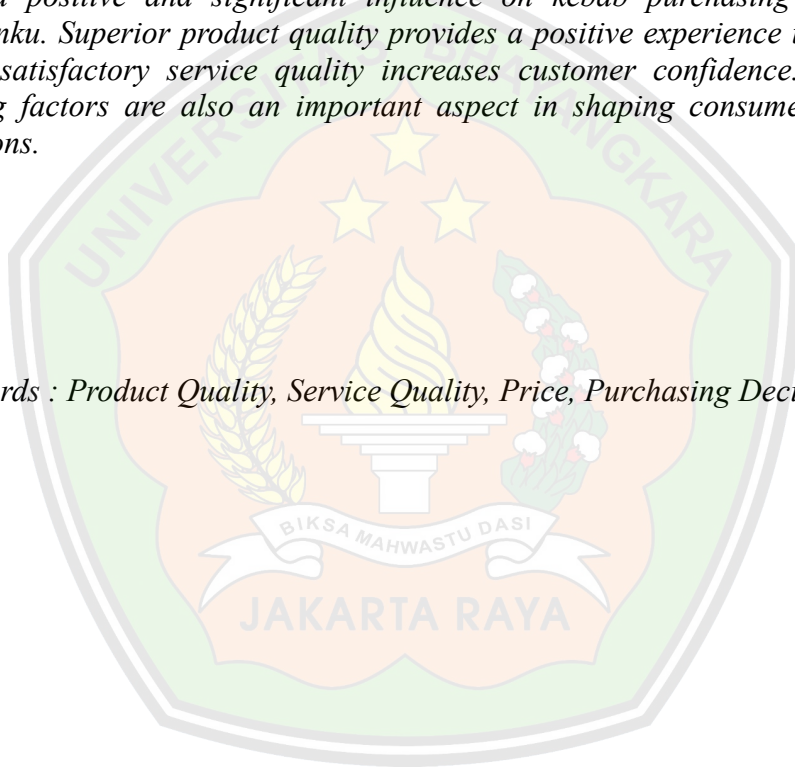 positive and significant influence on kebab purchasing
nku. Superior product quality provides a positive experience
satisfactory service quality increases customer confidence.
g factors are also an important aspect in shaping consume
ons.
UNIVERSITAS BHAYANGKARA
rds : Product Quality, Service Quality, Price, Purchasing Deci
BIKSA MAHWASTU DASI
JAKARTA RAYA